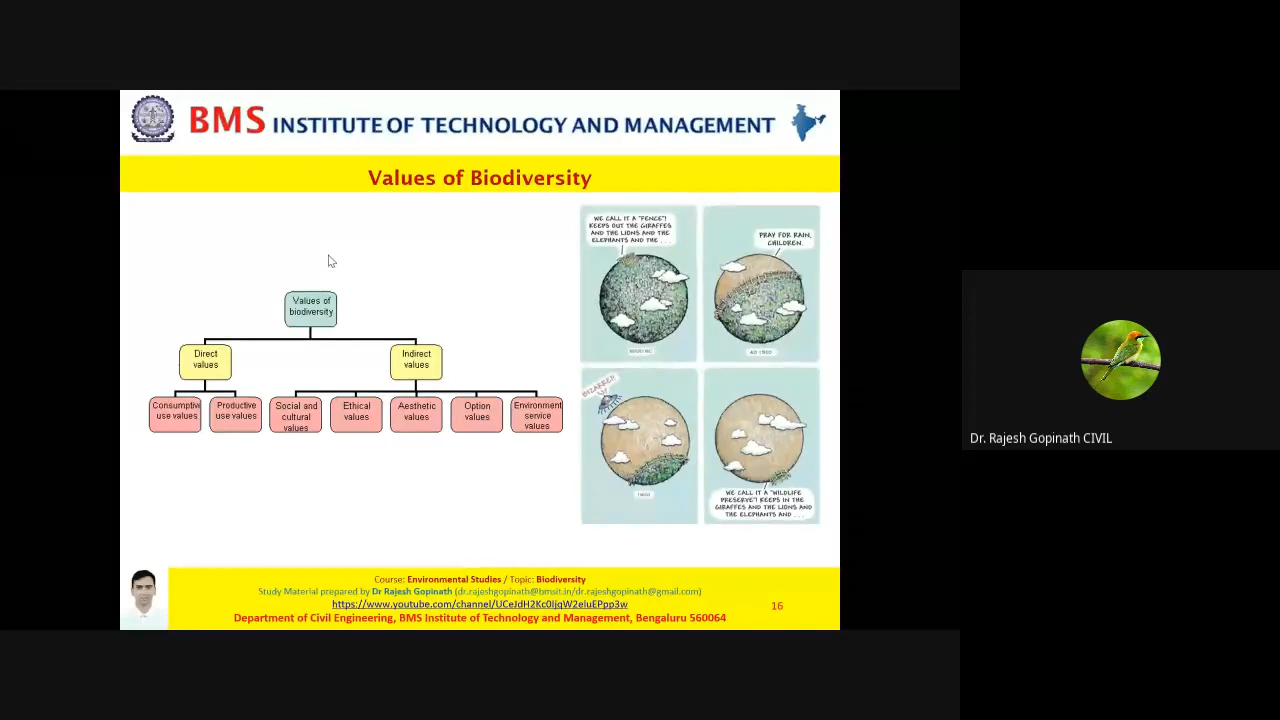 BMS INSTITUTE OF TECHNOLOGY AND MANAGEMENT
Values of Biodiversity
Values of
biodiversity
Direct
values
Indirect
values
Consumptive
use values
Productive
use values
Social and
cultural
values
Ethical
values
Aesthetic
values
Option
values
Environment
service
values
WE CALL IT A "FENCE"!
KEEPS OUT THE GIRAFFES
AND THE LIONS AND THE
ELEPHANTS AND THE . . .
PRAY FOR RAIN,
CHILDREN.
AD 1500
BIZARRE!
WE CALL IT A "WILDLIFE
PRESERVE"! KEEPS IN THE
GIRAFFES AND THE LIONS AND
THE ELEPHANTS AND . . .
Course: Environmental Studies / Topic: Biodiversity
Study Material prepared by Dr Rajesh Gopinath (dr.rajeshgopinath@bmsit.in/dr.rajeshgopinath@gmail.com)
https://www.youtube.com/channel/UCeJdH2Kc0ljqW2eIuEPpp3w
16
Department of Civil Engineering, BMS Institute of Technology and Management, Bengaluru 560064
Dr. Rajesh Gopinath CIVIL